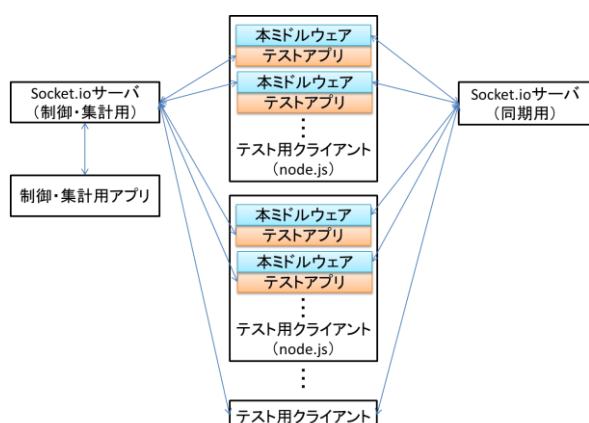 Socket.ioサーバ
（制御・集計用）
制御・集計用アプリ
本ミドルウェア
テストアプリ
本ミドルウェア
テストアプリ
テスト用クライアント
（node.js）
本ミドルウェア
テストアプリ
本ミドルウェア
テストアプリ
テスト用クライアント
（node.js）
テスト用クライアント
Socket.ioサーバ
（同期用）